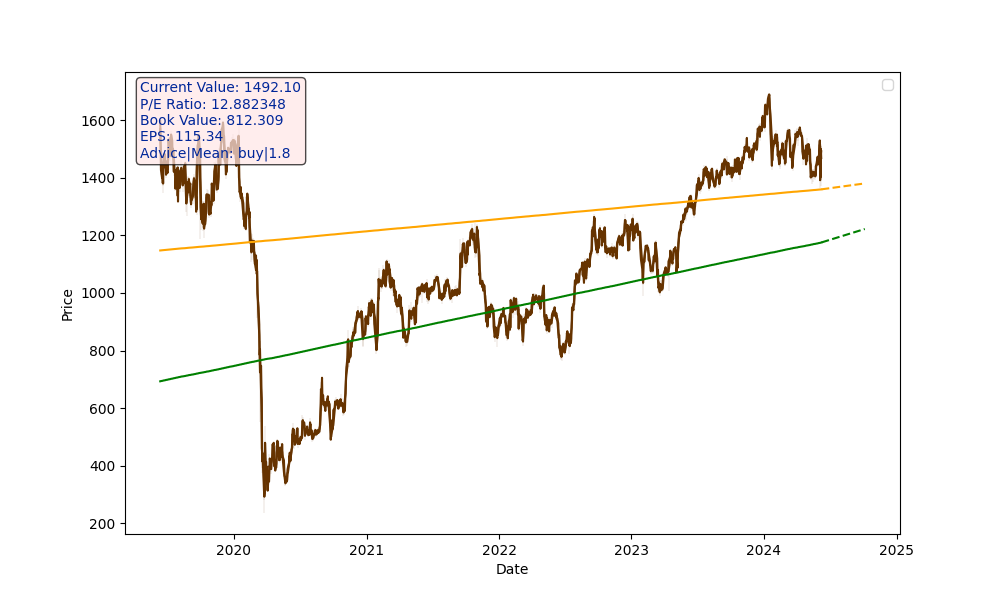 Current Value: 1492.10
P/E Ratio: 12.882348
Book Value: 812.309
EPS: 115.34
Advice|Mean: buy|1.8
1600
1400
1200
1000
800
600
400
200
Price
2020
2021
2022
2023
2024
2025
Date